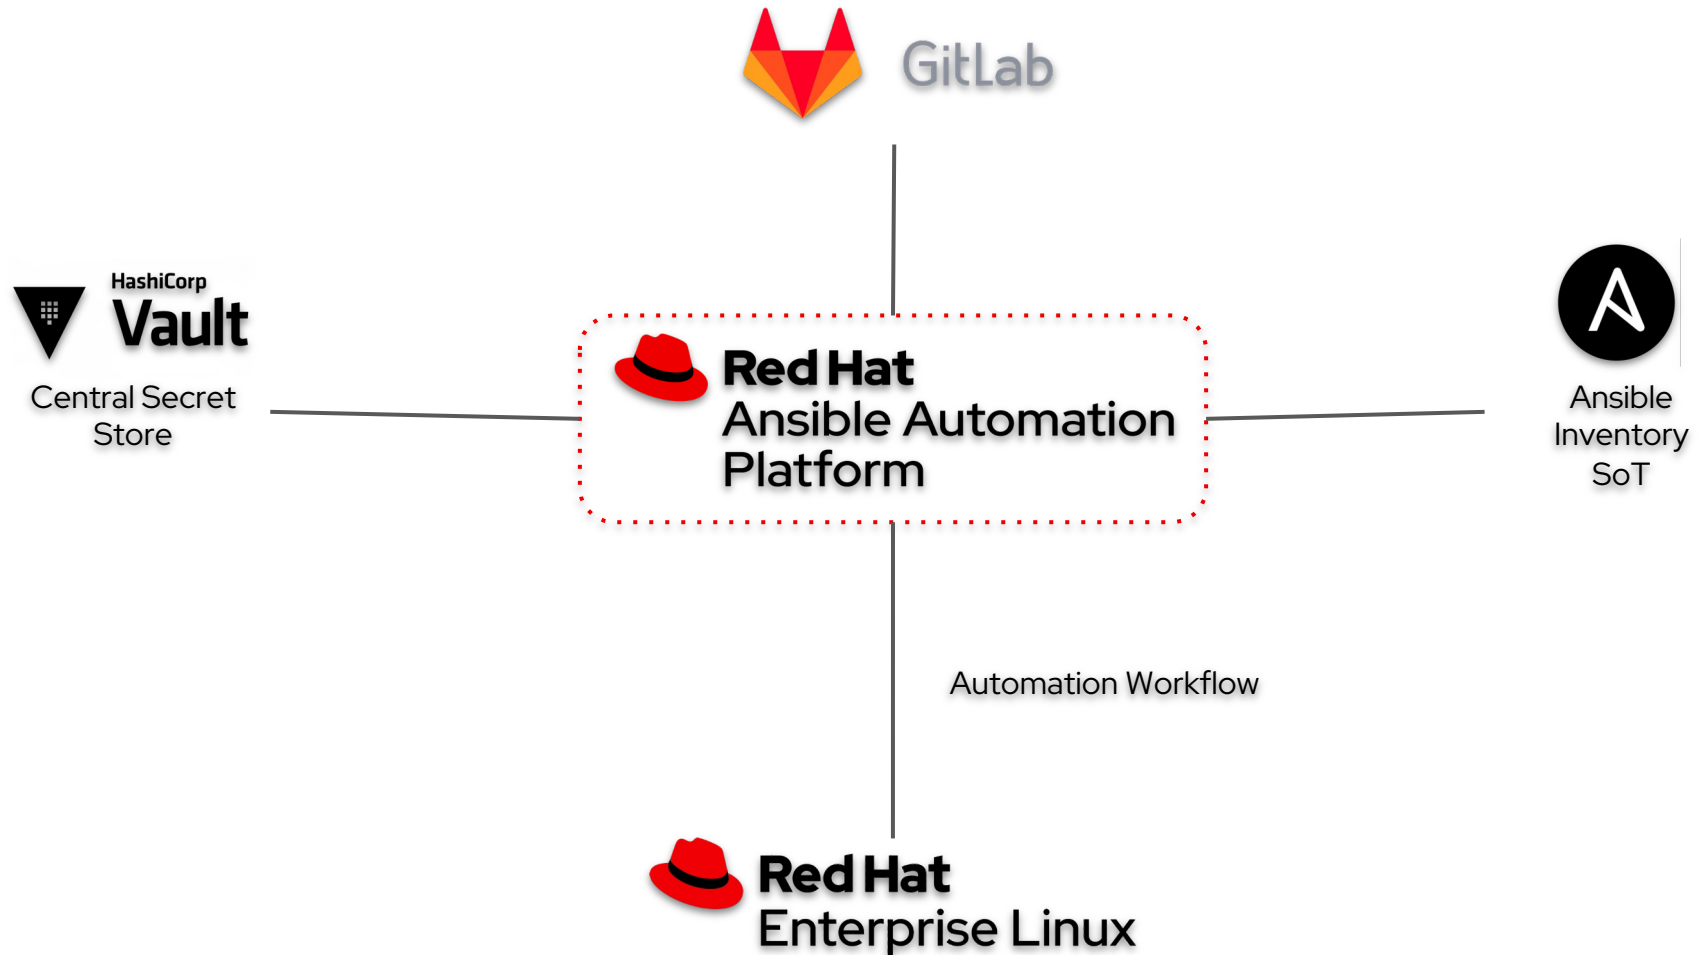 GitLab
HashiCorp
Vault
Central Secret
Store
Red Hat
Ansible Automation
Platform
Ansible
Inventory
SoT
Automation Workflow
Red Hat
Enterprise Linux